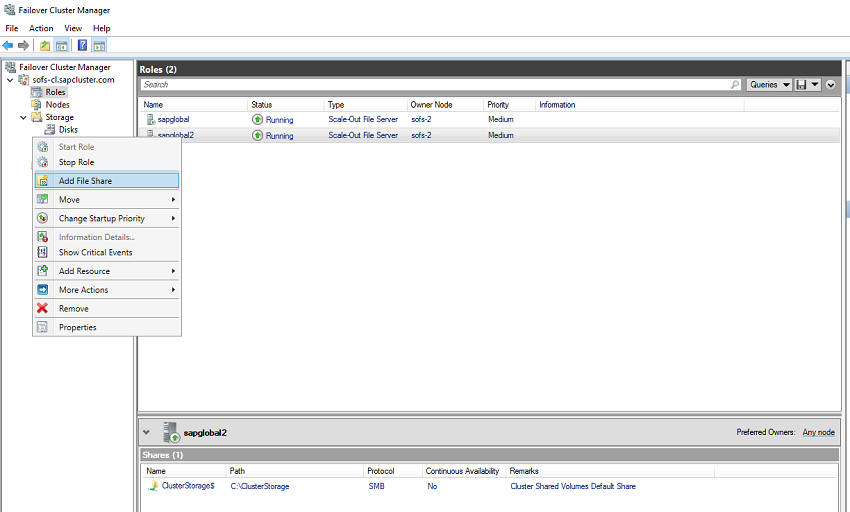 Failover Cluster Manager
File Action View Help
Failover Cluster Manager
sofs-cl.sapcluster.com
Roles
Nodes
Storage
Disks
Start Role
Stop Role
Add File Share
Move
Change Startup Priority
Information Details...
Show Critical Events
Add Resource
More Actions
Remove
Properties
Roles (2)
Search Queries
Name Status Type Owner Node Priority Information
sapglobal Running Scale-Out File Server sofs-2 Medium
sapglobal2 Running Scale-Out File Server sofs-2 Medium
sapglobal2 Preferred Owners: Any node
Shares (1)
Name Path Protocol Continuous Availability Remarks
ClusterStorage$ C:\ClusterStorage SMB No Cluster Shared Volumes Default Share